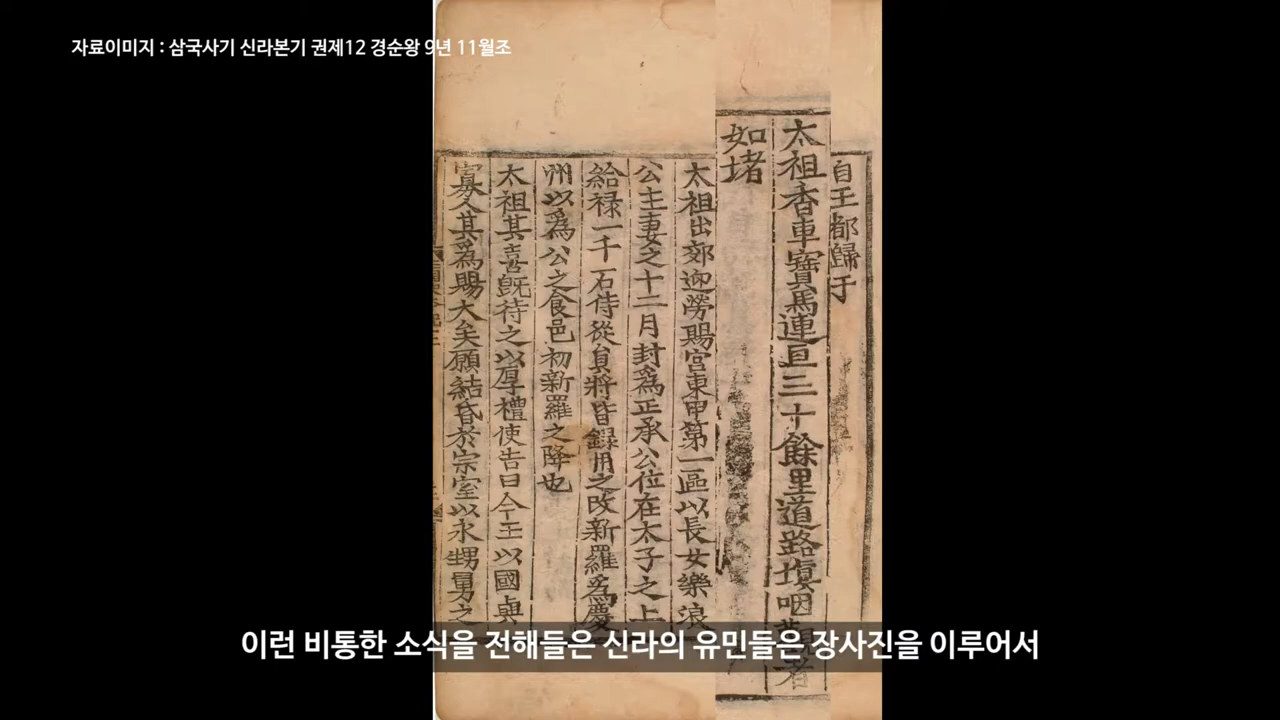 자료이미지 : 삼국사기 신라본기 권제12 경순왕 9년 11월조
自王都歸于
太祖香車寶馬連亘三十餘里道路塡咽觀者
如堵
太祖出郊迎勞賜宮東甲第一區以長女樂浪
公主妻之十二月封爲正承公位在太子之上
給祿一千石侍從員將皆錄用之改新羅爲慶
州以爲公之食邑初新羅之降也
太祖甚喜旣待之以厚禮使告曰今王以國與
寡人其爲賜大矣願結昏於宗室以永甥舅之
이런 비통한 소식을 전해들은 신라의 유민들은 장사진을 이루어서